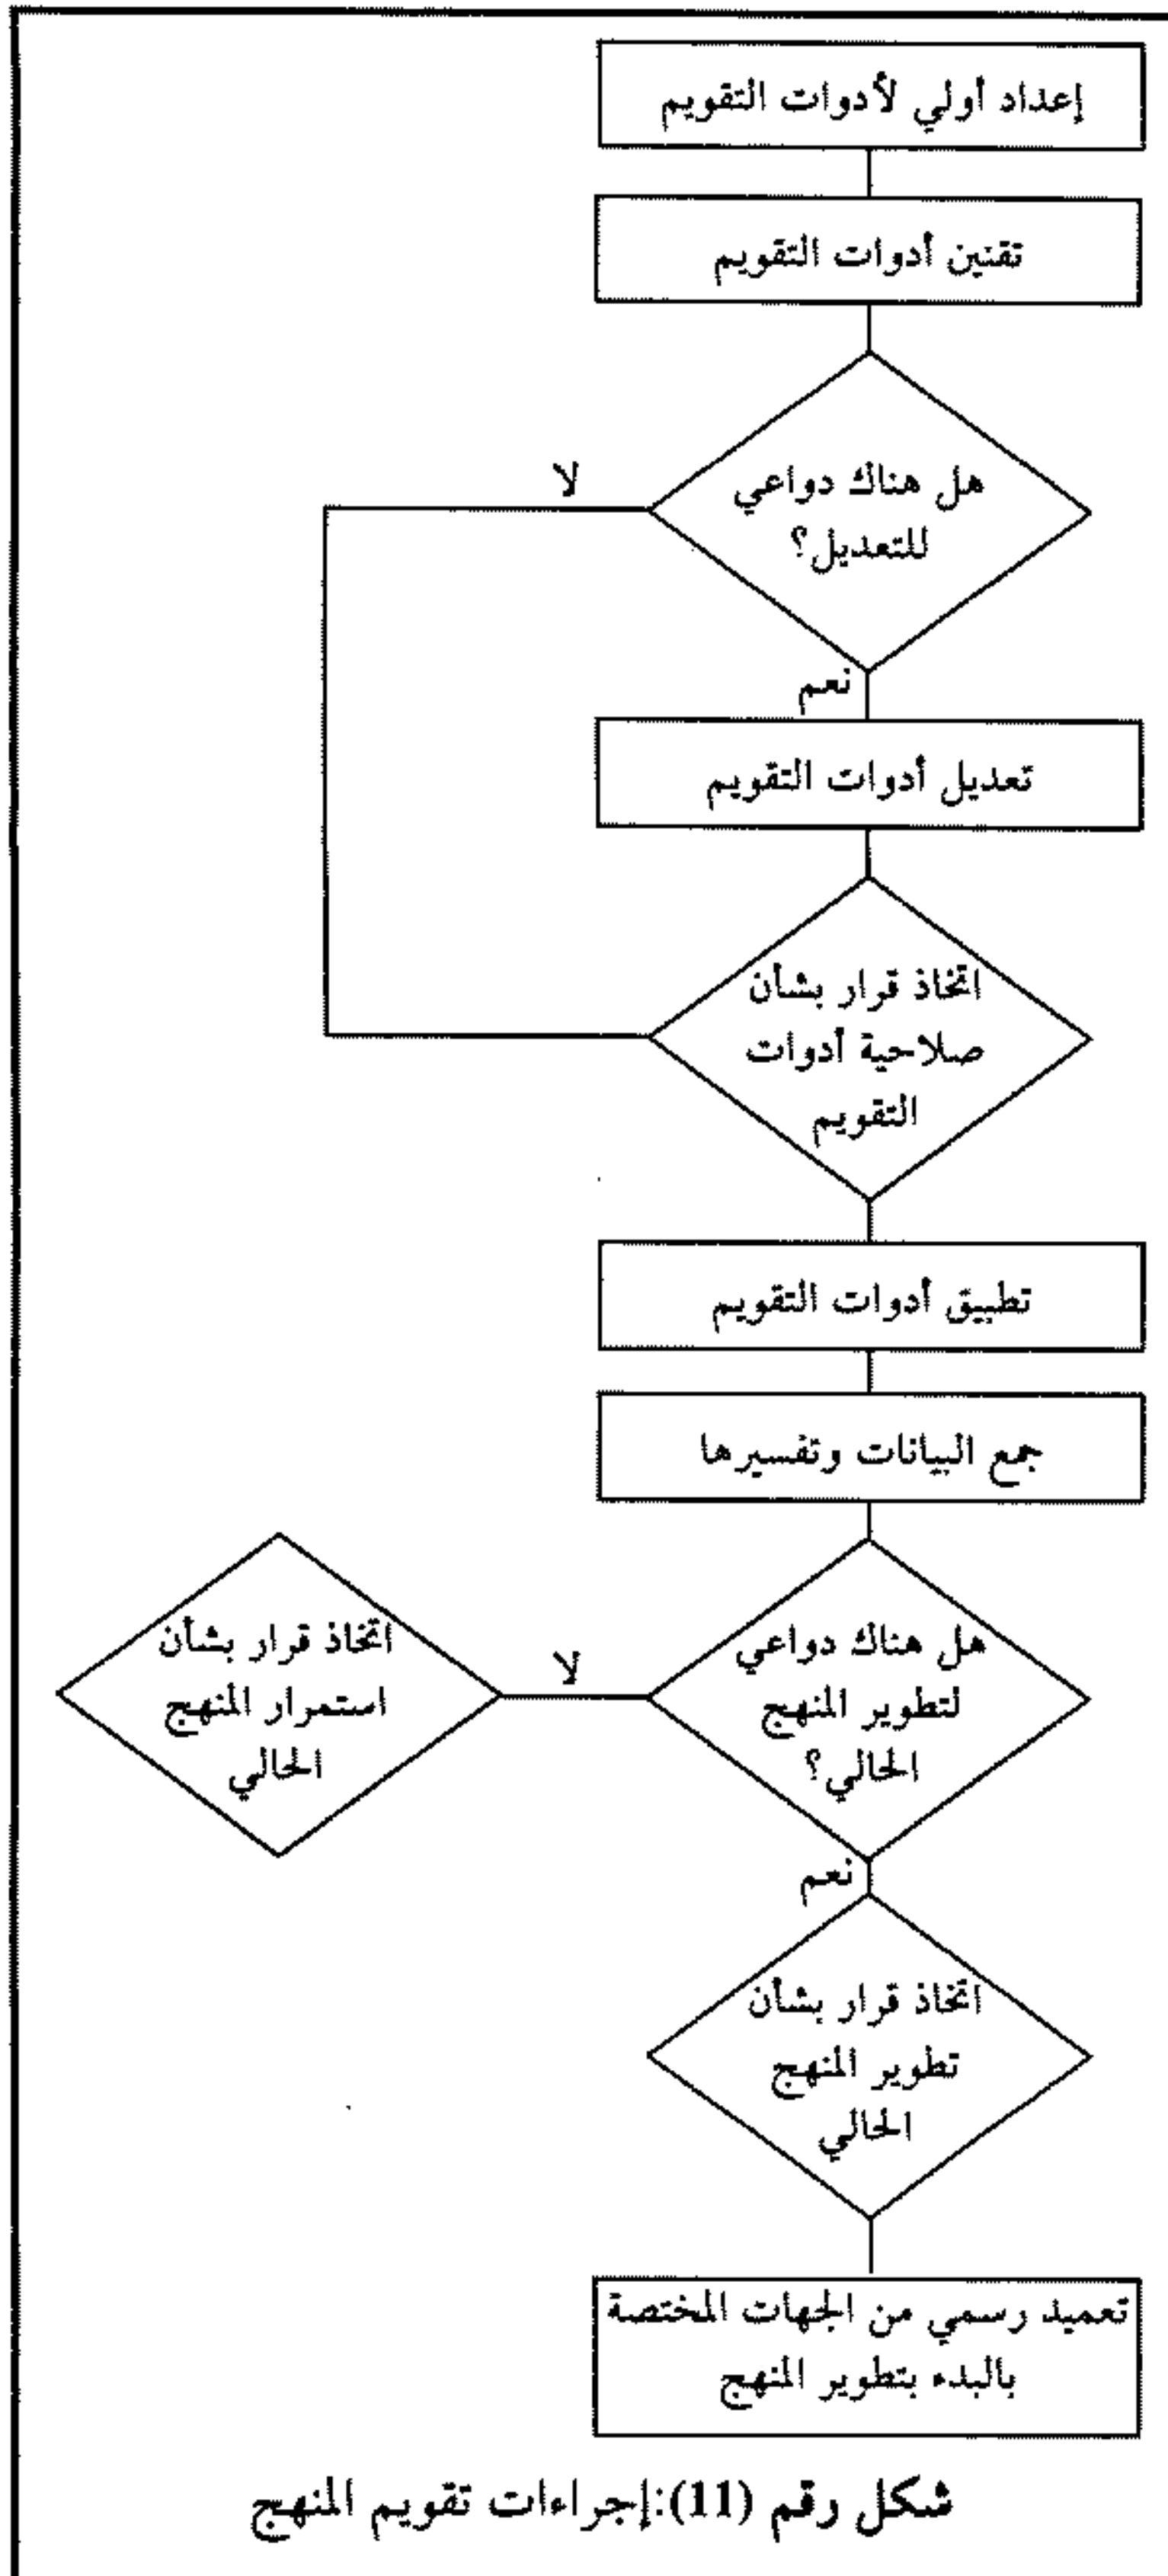 إعداد أولي لأدوات التقويم
تقنين أدوات التقويم
هل هناك دواعي
للتعديل؟
لا
نعم
تعديل أدوات التقويم
اتخاذ قرار بشأن
صلاحية أدوات
التقويم
تطبيق أدوات التقويم
جمع البيانات وتفسيرها
هل هناك دواعي
لتطوير المنهج
الحالي؟
لا
اتخاذ قرار بشأن
استمرار المنهج
الحالي
نعم
اتخاذ قرار بشأن
تطوير المنهج
الحالي
تعميد رسمي من الجهات المختصة
بالبدء بتطوير المنهج
شكل رقم (11):إجراءات تقويم المنهج